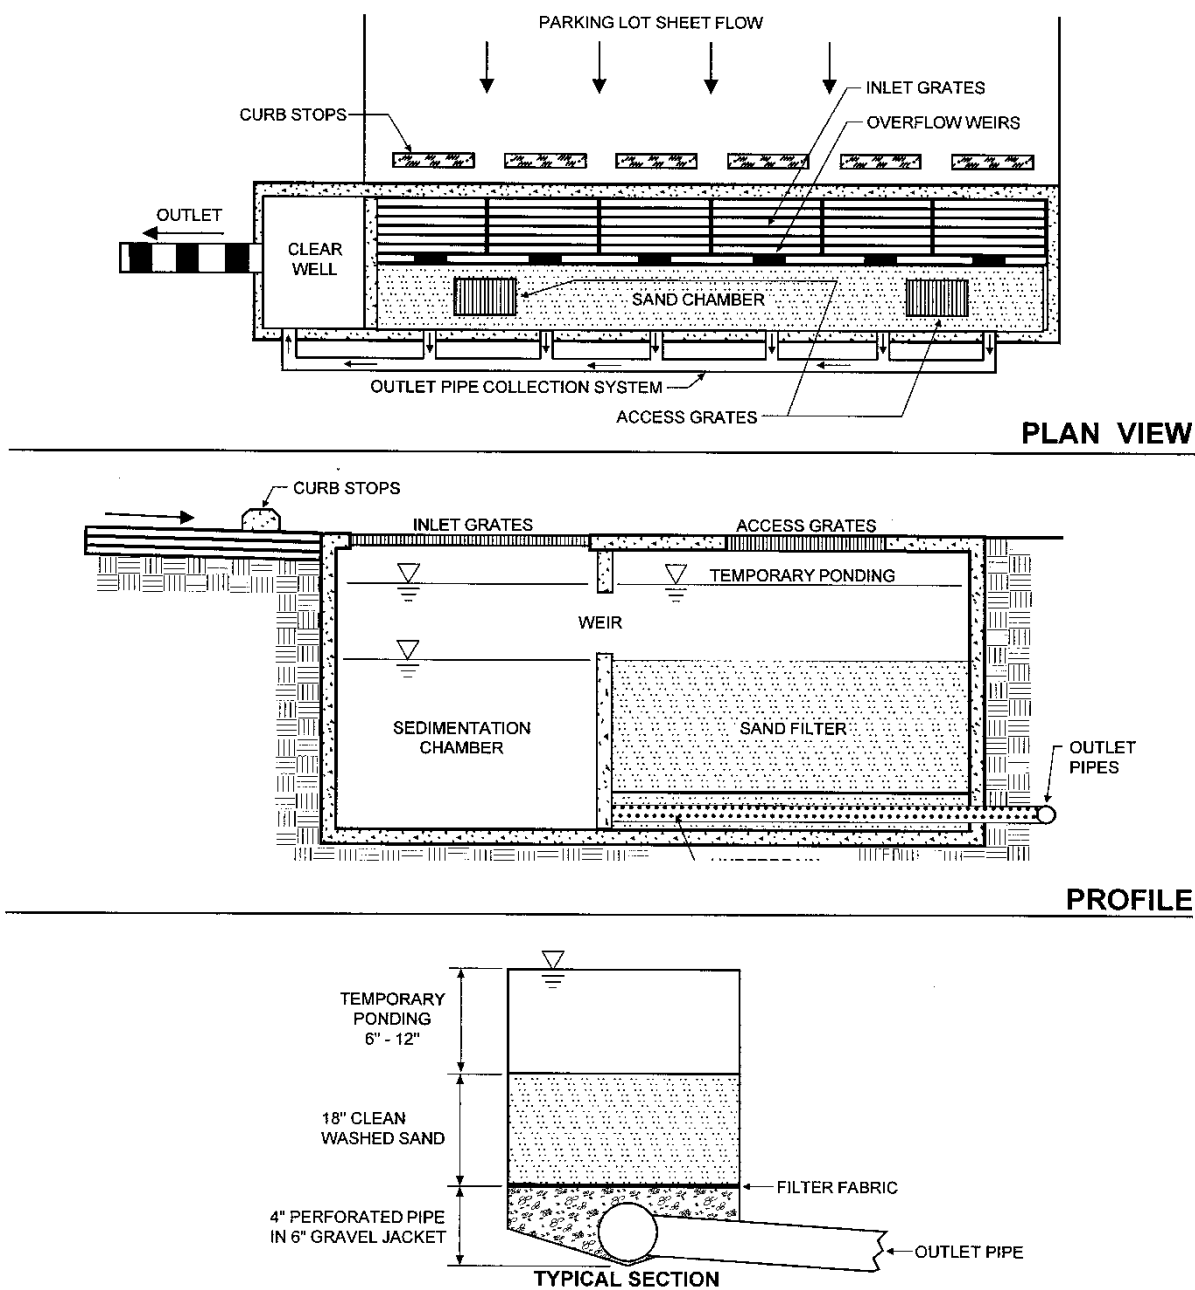 PARKING LOT SHEET FLOW
INLET GRATES
CURB STOPS
OVERFLOW WEIRS
OUTLET
CLEAR
WELL
SAND CHAMBER
OUTLET PIPE COLLECTION SYSTEM
ACCESS GRATES
PLAN VIEW
CURB STOPS
INLET GRATES
ACCESS GRATES
TEMPORARY PONDING
WEIR
SEDIMENTATION
CHAMBER
SAND FILTER
OUTLET
PIPES
PROFILE
TEMPORARY
PONDING
6" - 12"
18" CLEAN
WASHED SAND
FILTER FABRIC
4" PERFORATED PIPE
IN 6" GRAVEL JACKET
OUTLET PIPE
TYPICAL SECTION